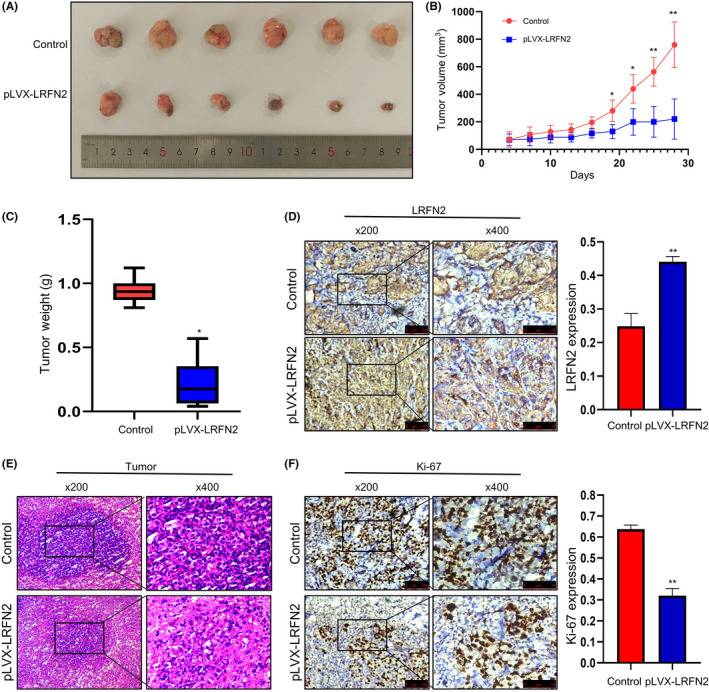 (A)
Control
pLVX-LRFN2
1 2 3 4 5 6 7 8 9 10 1 2 3 4 5 6 7 8 9 2
(B)
Control
pLVX-LRFN2
Tumor volume (mm³)
1000
800
600
400
200
0
0 10 20 30
Days
* * ** **
(C)
Tumor weight (g)
1.5
1.0
0.5
0.0
*
Control pLVX-LRFN2
(D)
LRFN2
x200 x400
Control
pLVX-LRFN2
LRFN2 expression
0.5
0.4
0.3
0.2
0.1
0.0
**
Control pLVX-LRFN2
(E)
Tumor
x200 x400
Control
pLVX-LRFN2
(F)
Ki-67
x200 x400
Control
pLVX-LRFN2
Ki-67 expression
0.8
0.7
0.6
0.5
0.4
0.3
0.2
0.1
0.0
**
Control pLVX-LRFN2